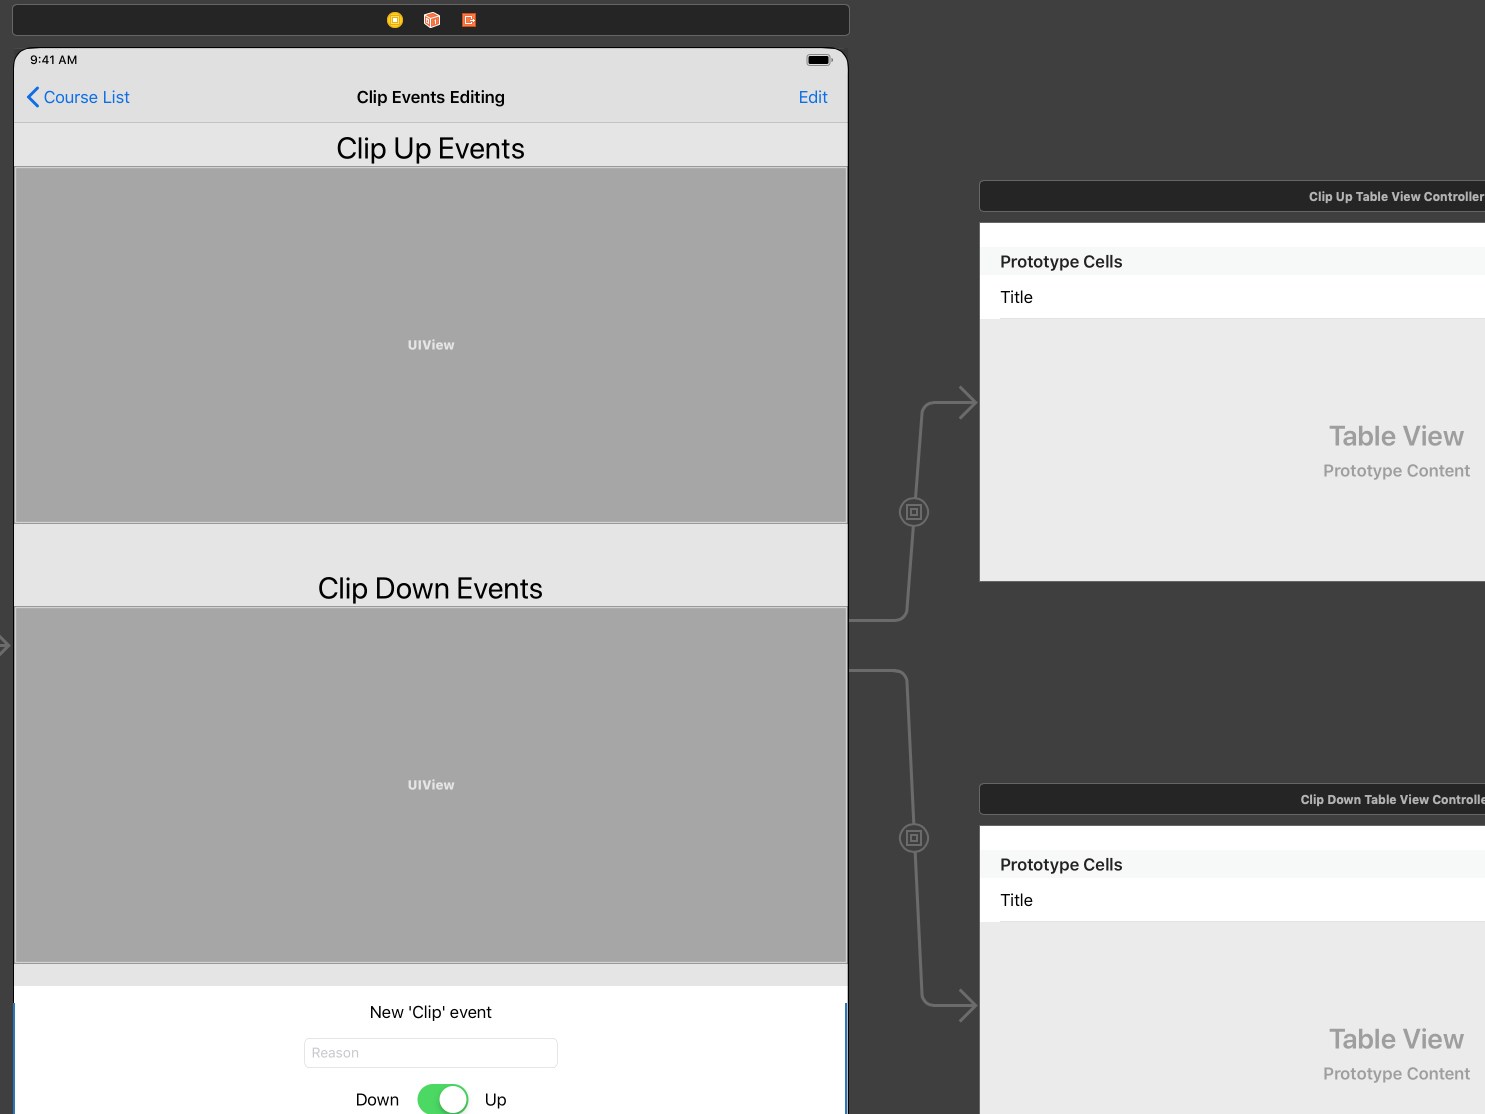 9:41 AM
Course List
Clip Events Editing
Edit
Clip Up Events
UIView
Clip Down Events
UIView
New 'Clip' event
Reason
Down
Up
Clip Up Table View Controller
Prototype Cells
Title
Table View
Prototype Content
Clip Down Table View Controlle
Prototype Cells
Title
Table View
Prototype Content